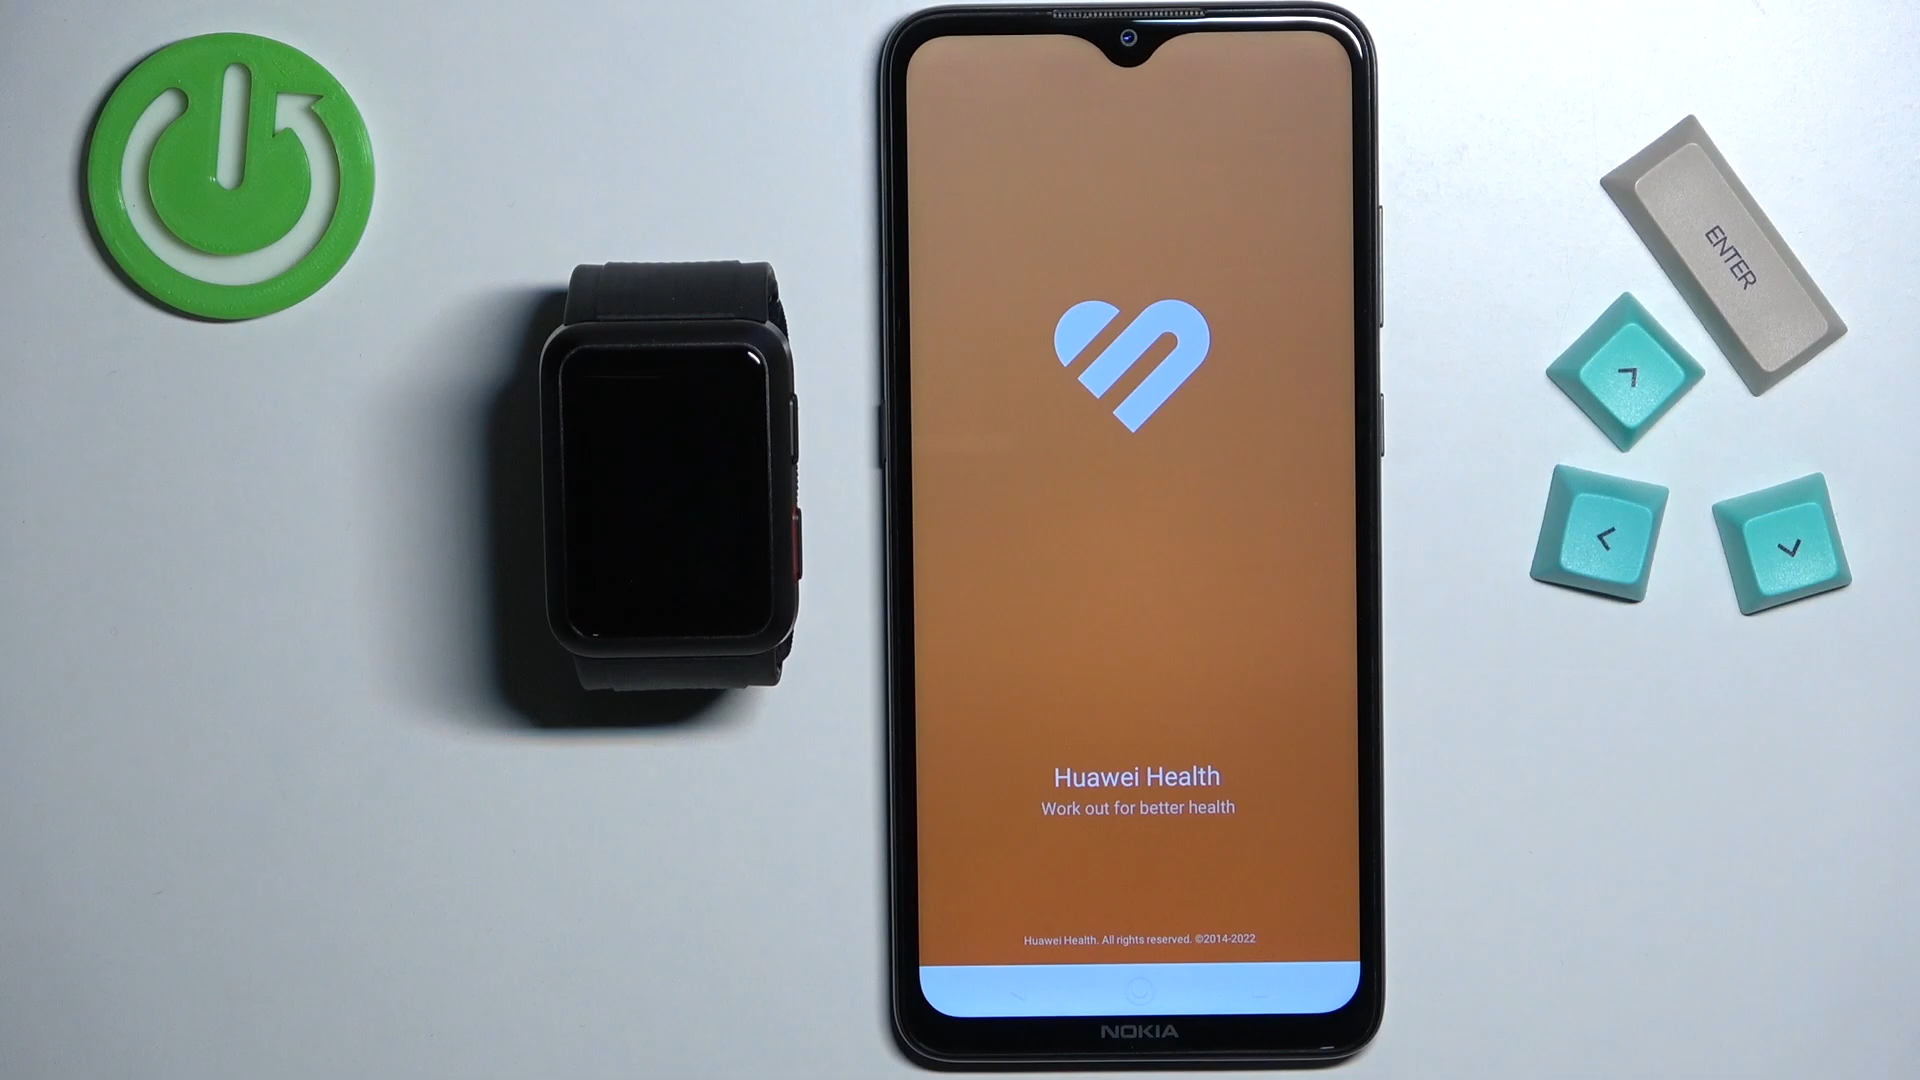 Huawei Health
Work out for better health
Huawei Health. All rights reserved. ©2014-2022
NOKIA
ENTER